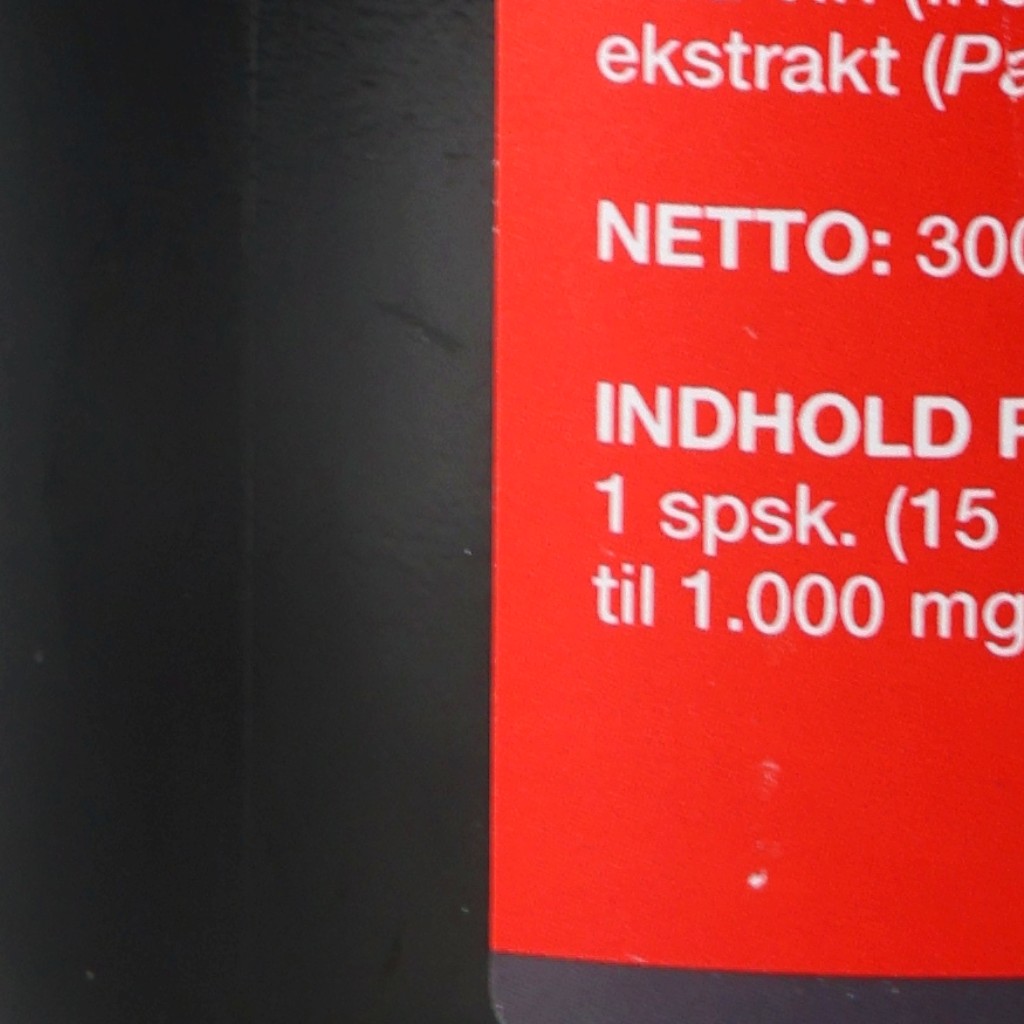 ekstrakt (Pa
NETTO: 300
INDHOLD
1 spsk. (15
til 1.000 mg